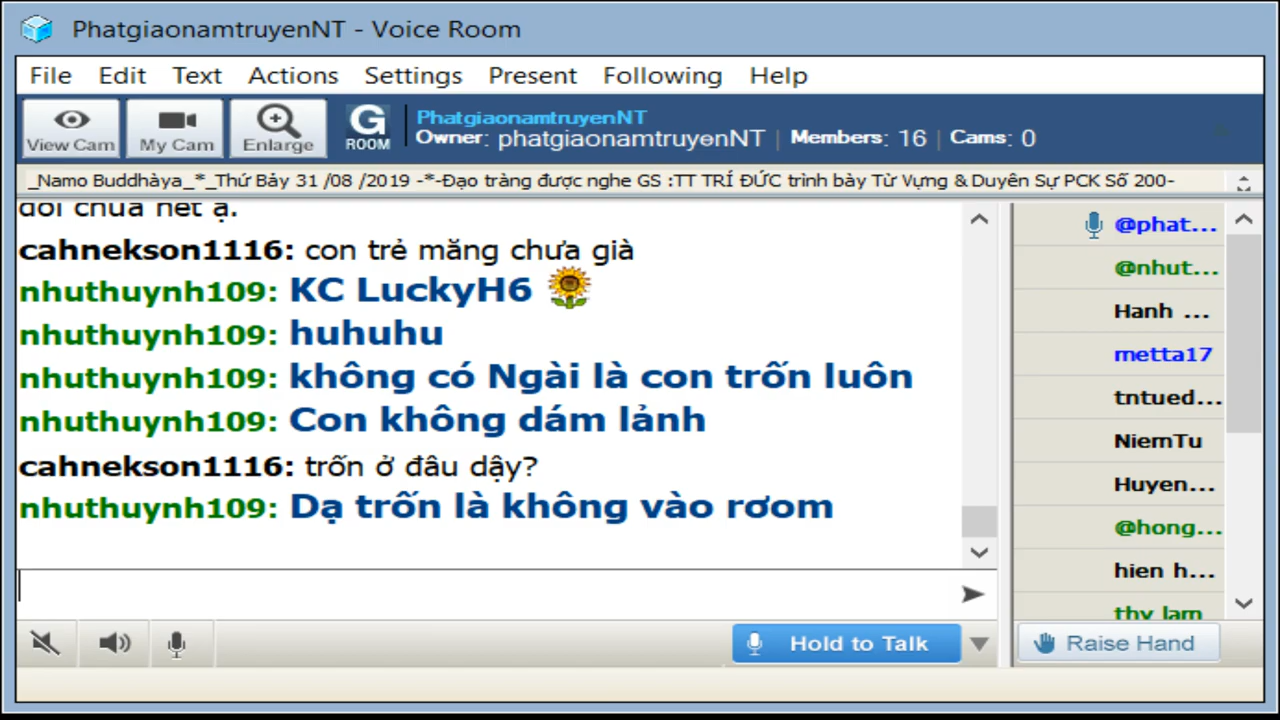 PhatgiaonamtruyenNT - Voice Room
File Edit Text Actions Settings Present Following Help
View Cam
My Cam
Enlarge
G ROOM
PhatgiaonamtruyenNT
Owner: phatgiaonamtruyenNT | Members: 16 | Cams: 0
_Namo Buddhàya_*_Thứ Bảy 31 /08 /2019 -*-Đạo tràng được nghe GS :TT TRÍ ĐỨC trình bày Từ Vựng & Duyên Sự PCK Số 200-
chưa hết ạ.
cahnekson1116: con trẻ măng chưa già
nhuthuynh109: KC LuckyH6
nhuthuynh109: huhuhu
nhuthuynh109: không có Ngài là con trốn luôn
nhuthuynh109: Con không dám lảnh
cahnekson1116: trốn ở đâu dậy?
nhuthuynh109: Dạ trốn là không vào rơom
@phat...
@nhut...
Hanh ...
metta17
tntued...
NiemTu
Huyen...
@hong...
hien h...
thy lam
Hold to Talk
Raise Hand